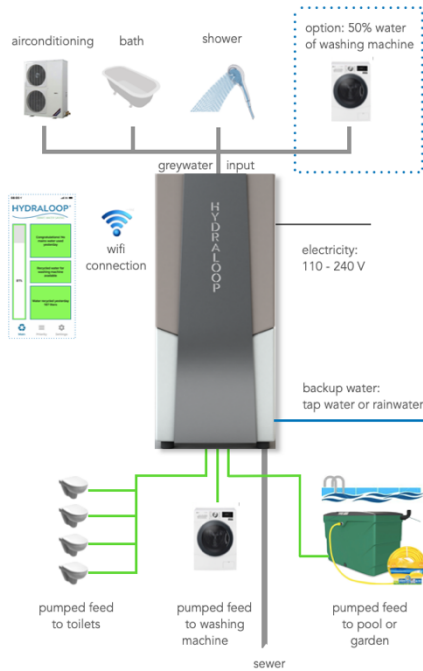 airconditioning
bath
shower
option: 50% water
of washing machine
greywater input
HYDRALOOP
HYDRALOOP
wifi
connection
electricity:
110 - 240 V
backup water:
tap water or rainwater
pumped feed
to toilets
pumped feed
to washing
machine
pumped feed
to pool or
garden
sewer